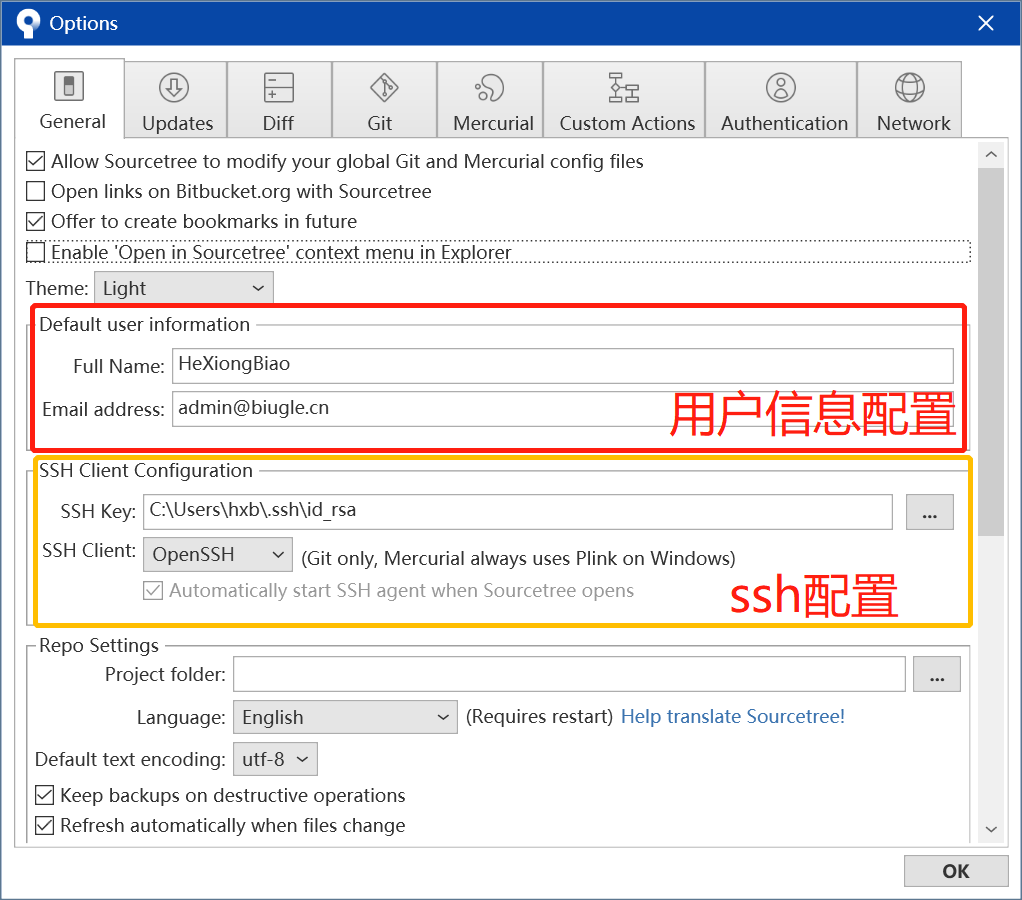 Options
General Updates Diff Git Mercurial Custom Actions Authentication Network
Allow Sourcetree to modify your global Git and Mercurial config files
Open links on Bitbucket.org with Sourcetree
Offer to create bookmarks in future
Enable 'Open in Sourcetree' context menu in Explorer
Theme: Light
Default user information
Full Name: HeXiongBiao
Email address: admin@biugle.cn
用户信息配置
SSH Client Configuration
SSH Key: C:\Users\hxb\.ssh\id_rsa ...
SSH Client: OpenSSH (Git only, Mercurial always uses Plink on Windows)
Automatically start SSH agent when Sourcetree opens
ssh配置
Repo Settings
Project folder: ...
Language: English (Requires restart) Help translate Sourcetree!
Default text encoding: utf-8
Keep backups on destructive operations
Refresh automatically when files change
OK